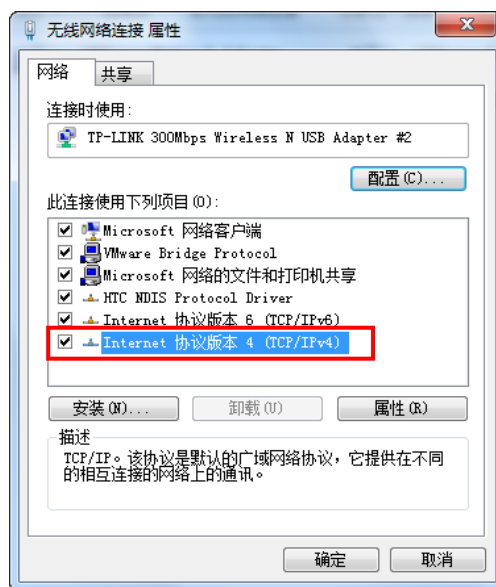 无线网络连接 属性
网络
共享
连接时使用:
TP-LINK 300Mbps Wireless N USB Adapter #2
配置(C)...
此连接使用下列项目(O):
Microsoft 网络客户端
VMware Bridge Protocol
Microsoft 网络的文件和打印机共享
HTC NDIS Protocol Driver
Internet 协议版本 6 (TCP/IPv6)
Internet 协议版本 4 (TCP/IPv4)
安装(N)...
卸载(U)
属性(R)
描述
TCP/IP。该协议是默认的广域网络协议，它提供在不同
的相互连接的网络上的通讯。
确定
取消